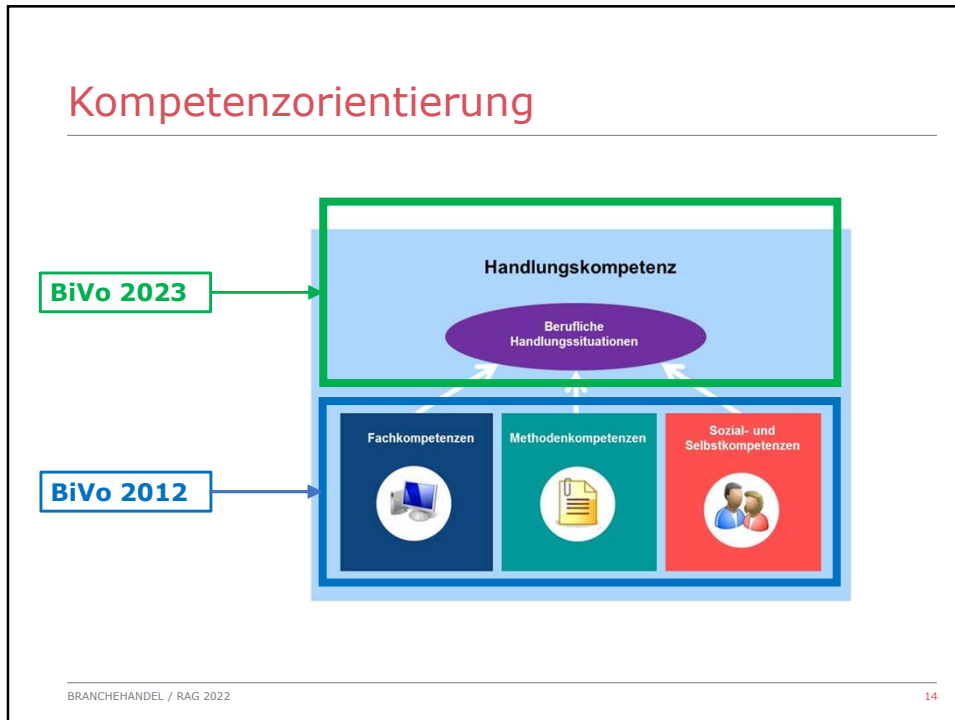 Kompetenzorientierung
Handlungskompetenz
BiVo 2023
Berufliche
Handlungssituationen
Fachkompetenzen
Methodenkompetenzen
Sozial- und
Selbstkompetenzen
BiVo 2012
BRANCHEHANDEL / RAG 2022
14